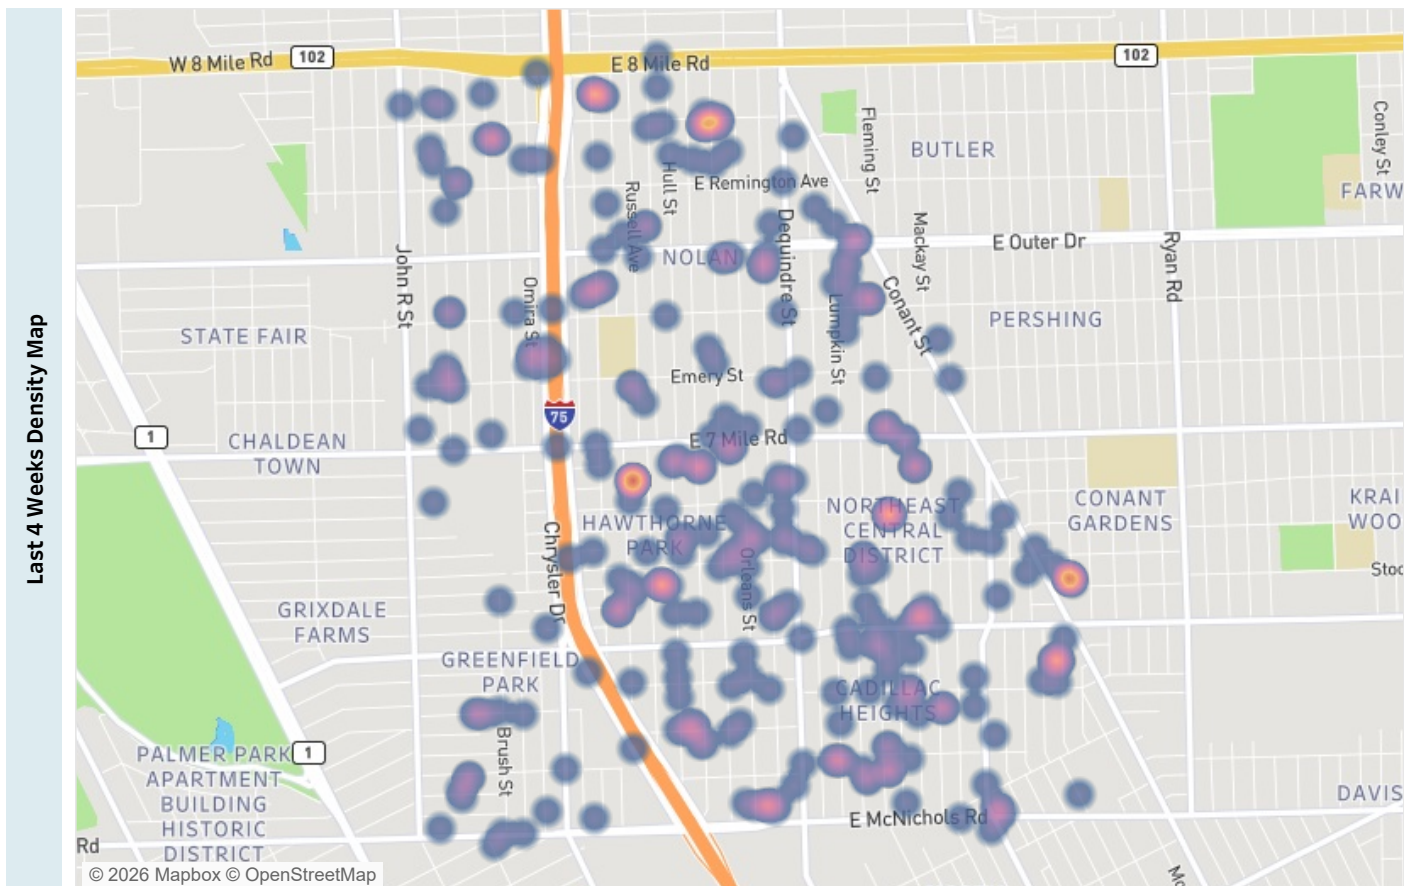 Last 4 Weeks Density Map
W 8 Mile Rd
102
E 8 Mile Rd
102
Fleming St
Conley St
BUTLER
Hull St
E Remington Ave
FARW
Russell Ave
Dequindre St
Mackay St
E Outer Dr
Ryan Rd
John R St
NOLAN
Omira St
Lumpkin St
Conant St
STATE FAIR
PERSHING
Emery St
75
1
CHALDEAN
TOWN
E 7 Mile Rd
CONANT
GARDENS
KRAI
WOO
NORTHEAST
CENTRAL
DISTRICT
HAWTHORNE
PARK
Chrysler Dr
Orleans St
Stoc
GRIXDALE
FARMS
GREENFIELD
PARK
CADILLAC
HEIGHTS
Brush St
PALMER PARK
APARTMENT
BUILDING
HISTORIC
DISTRICT
1
DAVIS
E McNichols Rd
Rd
Mc
© 2026 Mapbox © OpenStreetMap